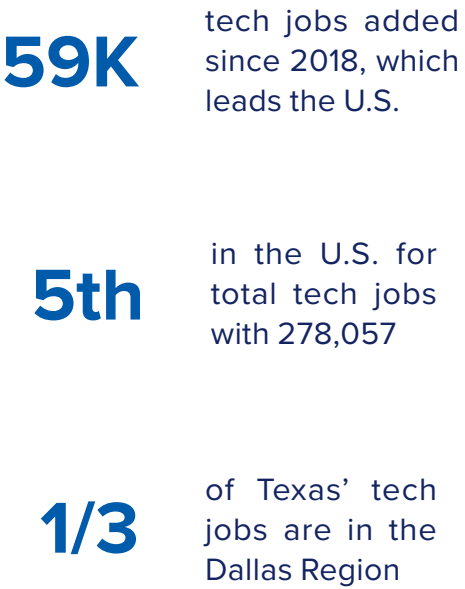 59K
tech jobs added
since 2018, which
leads the U.S.
5th
in the U.S. for
total tech jobs
with 278,057
1/3
of Texas’ tech
jobs are in the
Dallas Region